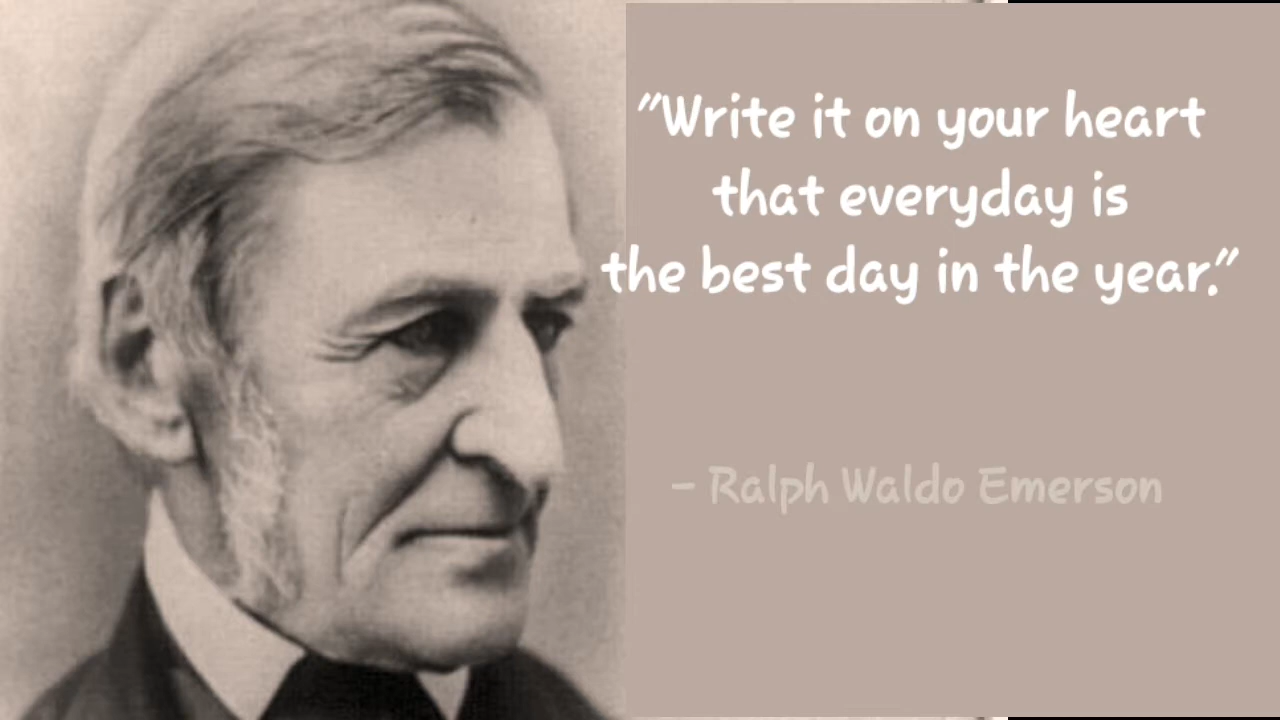 "Write it on your heart
that everyday is
the best day in the year."
- Ralph Waldo Emerson